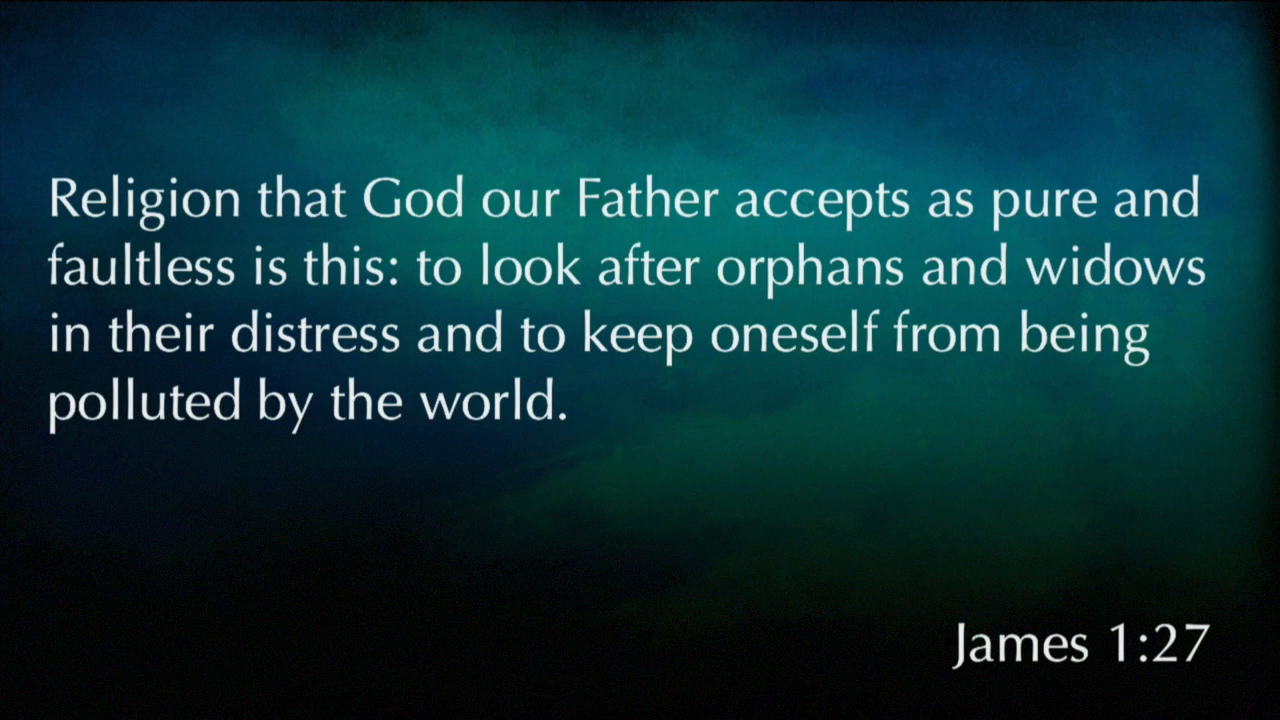 Religion that God our Father accepts as pure and
faultless is this: to look after orphans and widows
in their distress and to keep oneself from being
polluted by the world.
James 1:27